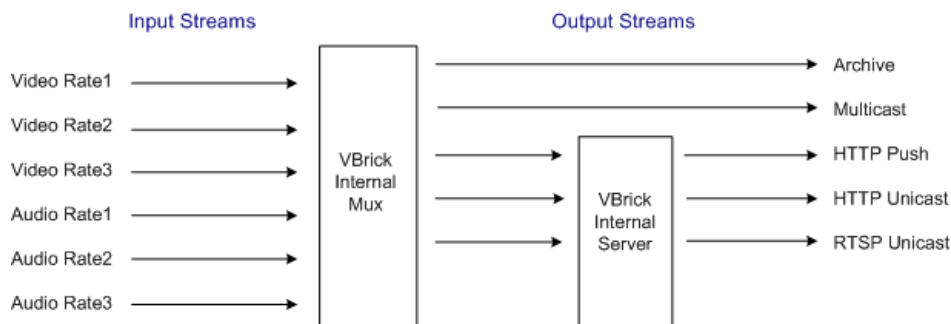 Input Streams
Output Streams
Video Rate1
Video Rate2
Video Rate3
Audio Rate1
Audio Rate2
Audio Rate3
VBrick
Internal
Mux
VBrick
Internal
Server
Archive
Multicast
HTTP Push
HTTP Unicast
RTSP Unicast